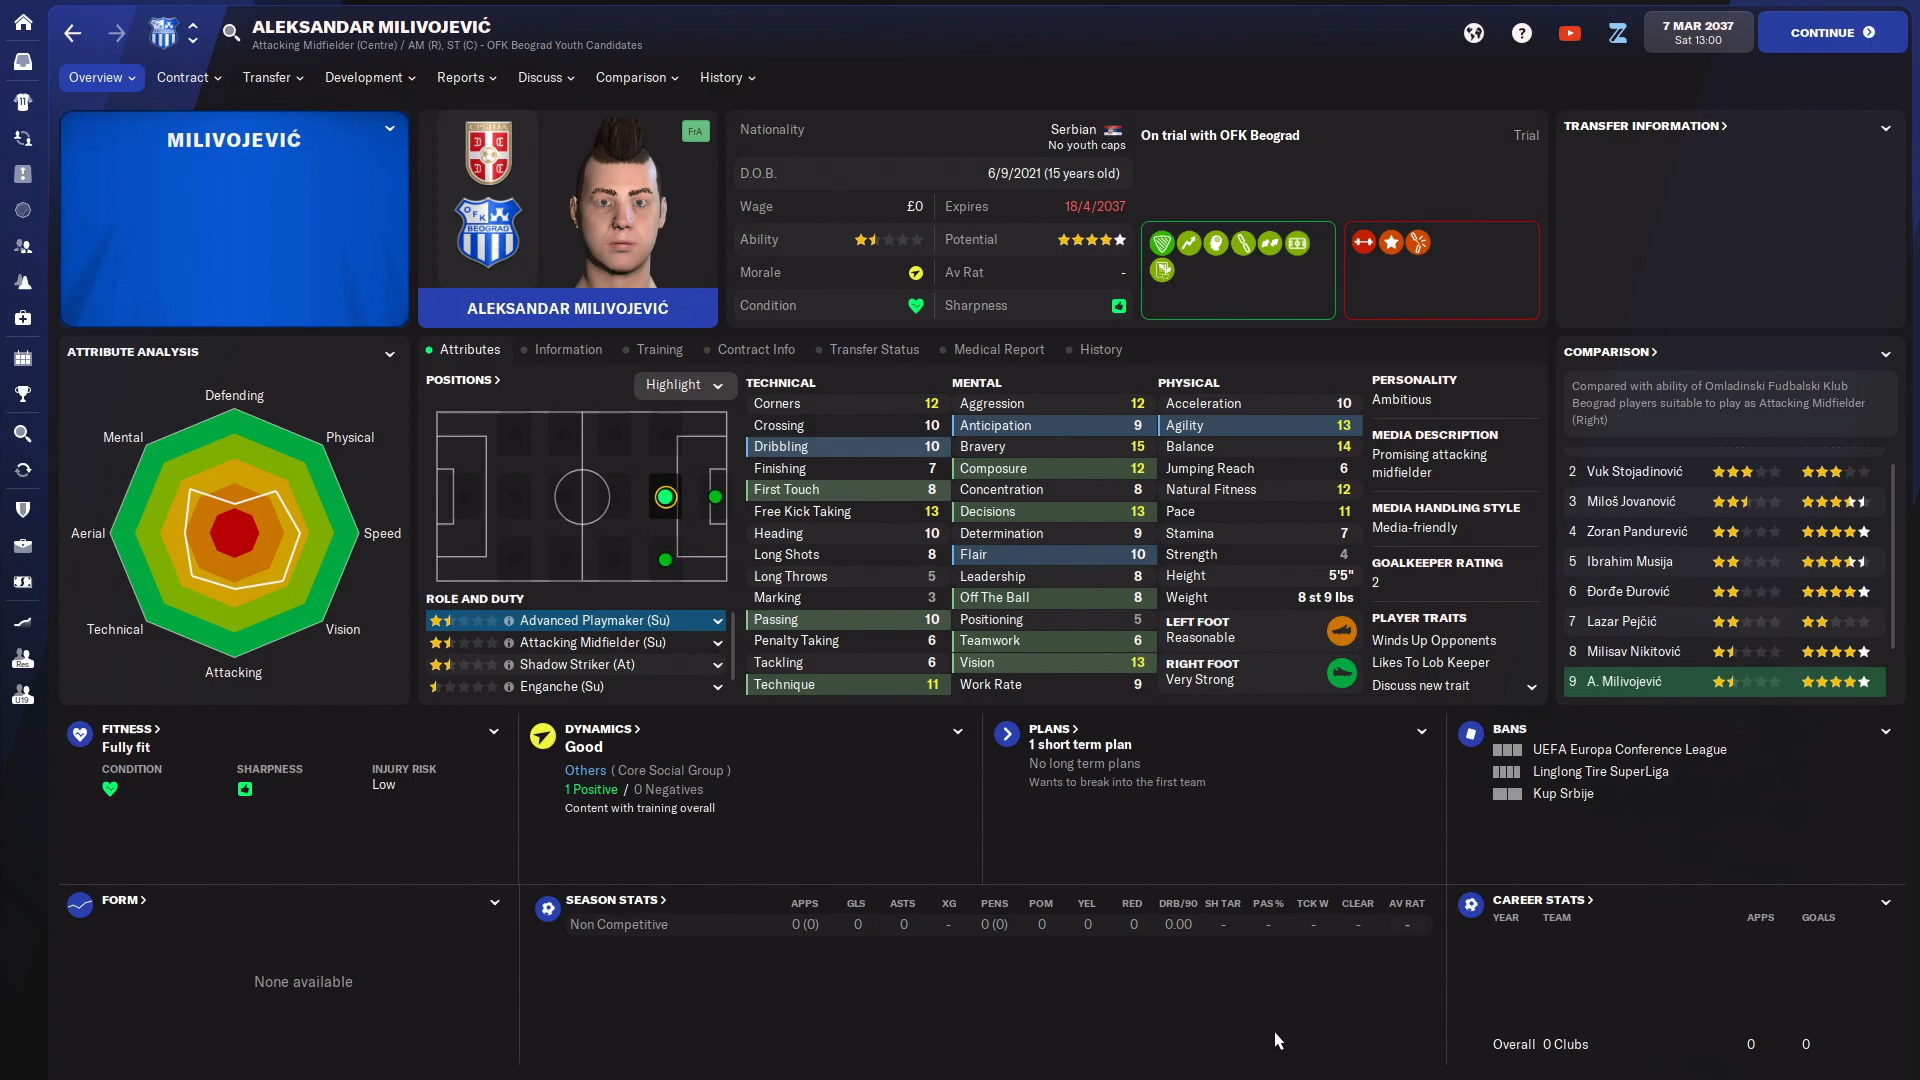 ALEKSANDAR MILIVOJEVIĆ
Attacking Midfielder (Centre) / AM (R), ST (C) - OFK Beograd Youth Candidates
7 MAR 2037
Sat 13:00
CONTINUE
Overview
Contract
Transfer
Development
Reports
Discuss
Comparison
History
MILIVOJEVIĆ
OFK
BEOGRAD
FrA
ALEKSANDAR MILIVOJEVIĆ
Nationality Serbian
No youth caps
D.O.B. 6/9/2021 (15 years old)
Wage £0 Expires 18/4/2037
Ability Potential
Morale Av Rat -
Condition Sharpness
On trial with OFK Beograd Trial
TRANSFER INFORMATION >
ATTRIBUTE ANALYSIS
Defending
Mental Physical
Aerial Speed
Technical Vision
Attacking
Attributes
Information
Training
Contract Info
Transfer Status
Medical Report
History
POSITIONS >
Highlight
ROLE AND DUTY
Advanced Playmaker (Su)
Attacking Midfielder (Su)
Shadow Striker (At)
Enganche (Su)
TECHNICAL
Corners 12
Crossing 10
Dribbling 10
Finishing 7
First Touch 8
Free Kick Taking 13
Heading 10
Long Shots 8
Long Throws 5
Marking 3
Passing 10
Penalty Taking 6
Tackling 6
Technique 11
MENTAL
Aggression 12
Anticipation 9
Bravery 15
Composure 12
Concentration 8
Decisions 13
Determination 9
Flair 10
Leadership 8
Off The Ball 8
Positioning 5
Teamwork 6
Vision 13
Work Rate 9
PHYSICAL
Acceleration 10
Agility 13
Balance 14
Jumping Reach 6
Natural Fitness 12
Pace 11
Stamina 7
Strength 4
Height 5'5"
Weight 8 st 9 lbs
LEFT FOOT
Reasonable
RIGHT FOOT
Very Strong
PERSONALITY
Ambitious
MEDIA DESCRIPTION
Promising attacking
midfielder
MEDIA HANDLING STYLE
Media-friendly
GOALKEEPER RATING
2
PLAYER TRAITS
Winds Up Opponents
Likes To Lob Keeper
Discuss new trait
COMPARISON >
Compared with ability of Omladinski Fudbalski Klub
Beograd players suitable to play as Attacking Midfielder
(Right)
2 Vuk Stojadinović
3 Miloš Jovanović
4 Zoran Pandurević
5 Ibrahim Musija
6 Đorđe Đurović
7 Lazar Pejčić
8 Milisav Nikitović
9 A. Milivojević
Res
U19
FITNESS >
Fully fit
CONDITION SHARPNESS INJURY RISK
Low
DYNAMICS >
Good
Others ( Core Social Group )
1 Positive / 0 Negatives
Content with training overall
PLANS >
1 short term plan
No long term plans
Wants to break into the first team
BANS
UEFA Europa Conference League
Linglong Tire SuperLiga
Kup Srbije
FORM >
None available
SEASON STATS > APPS GLS ASTS XG PENS POM YEL RED DRB/90 SH TAR PAS % TCK W CLEAR AV RAT
Non Competitive 0 (0) 0 0 - 0 (0) 0 0 0 0.00 - - - - -
CAREER STATS >
YEAR TEAM APPS GOALS
Overall 0 Clubs 0 0